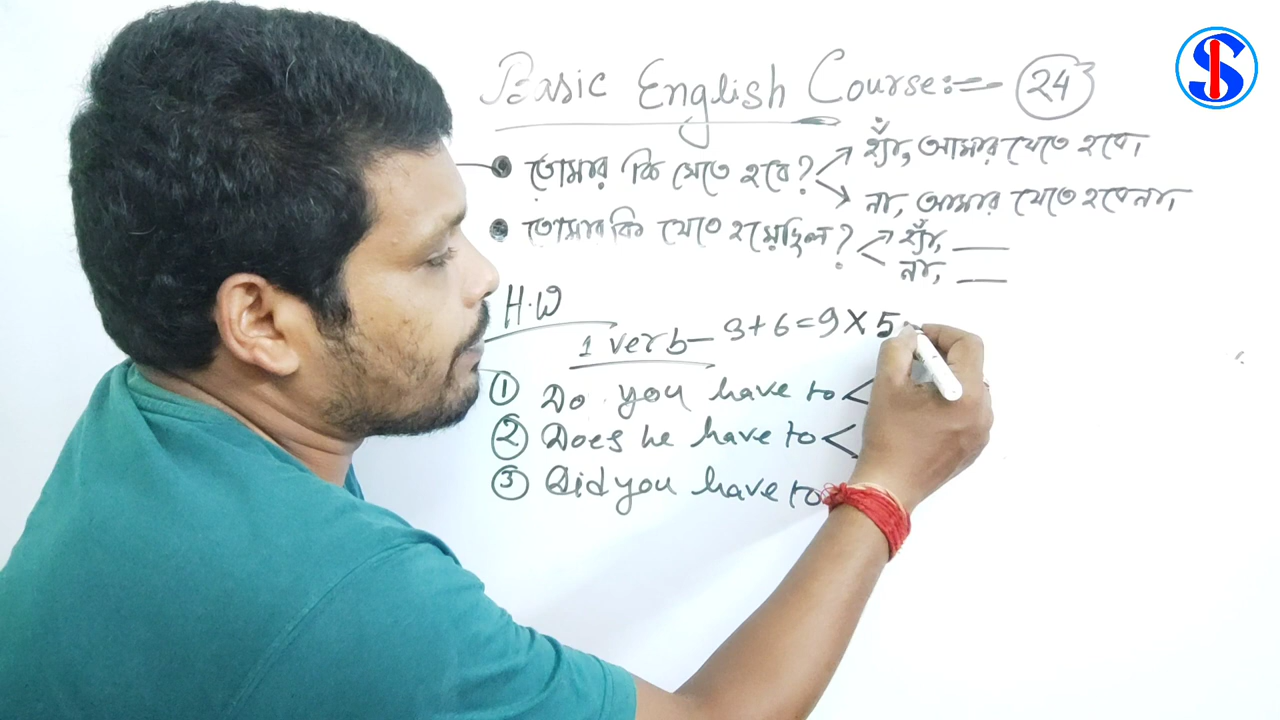 Basic English Course:— 24
তোমার কি যেতে হবে? হ্যাঁ, আমার যেতে হবে।
না, আমার যেতে হবেনা,
তোমার কি যেতে হয়েছিল? হ্যাঁ, ___
না, ___
H.W
1 verb— 3+6=9×5
① Do you have to <
② Does he have to <
③ Did you have to